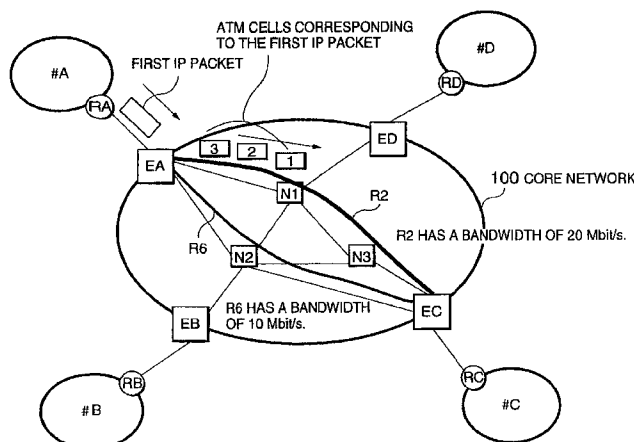 ATM CELLS CORRESPONDING
TO THE FIRST IP PACKET
FIRST IP PACKET
#A
#D
RA
RD
ED
3
2
1
EA
100 CORE NETWORK
N1
R2
R2 HAS A BANDWIDTH OF 20 Mbit/s.
R6
N2
N3
EB
R6 HAS A BANDWIDTH
OF 10 Mbit/s.
EC
RB
RC
#B
#C